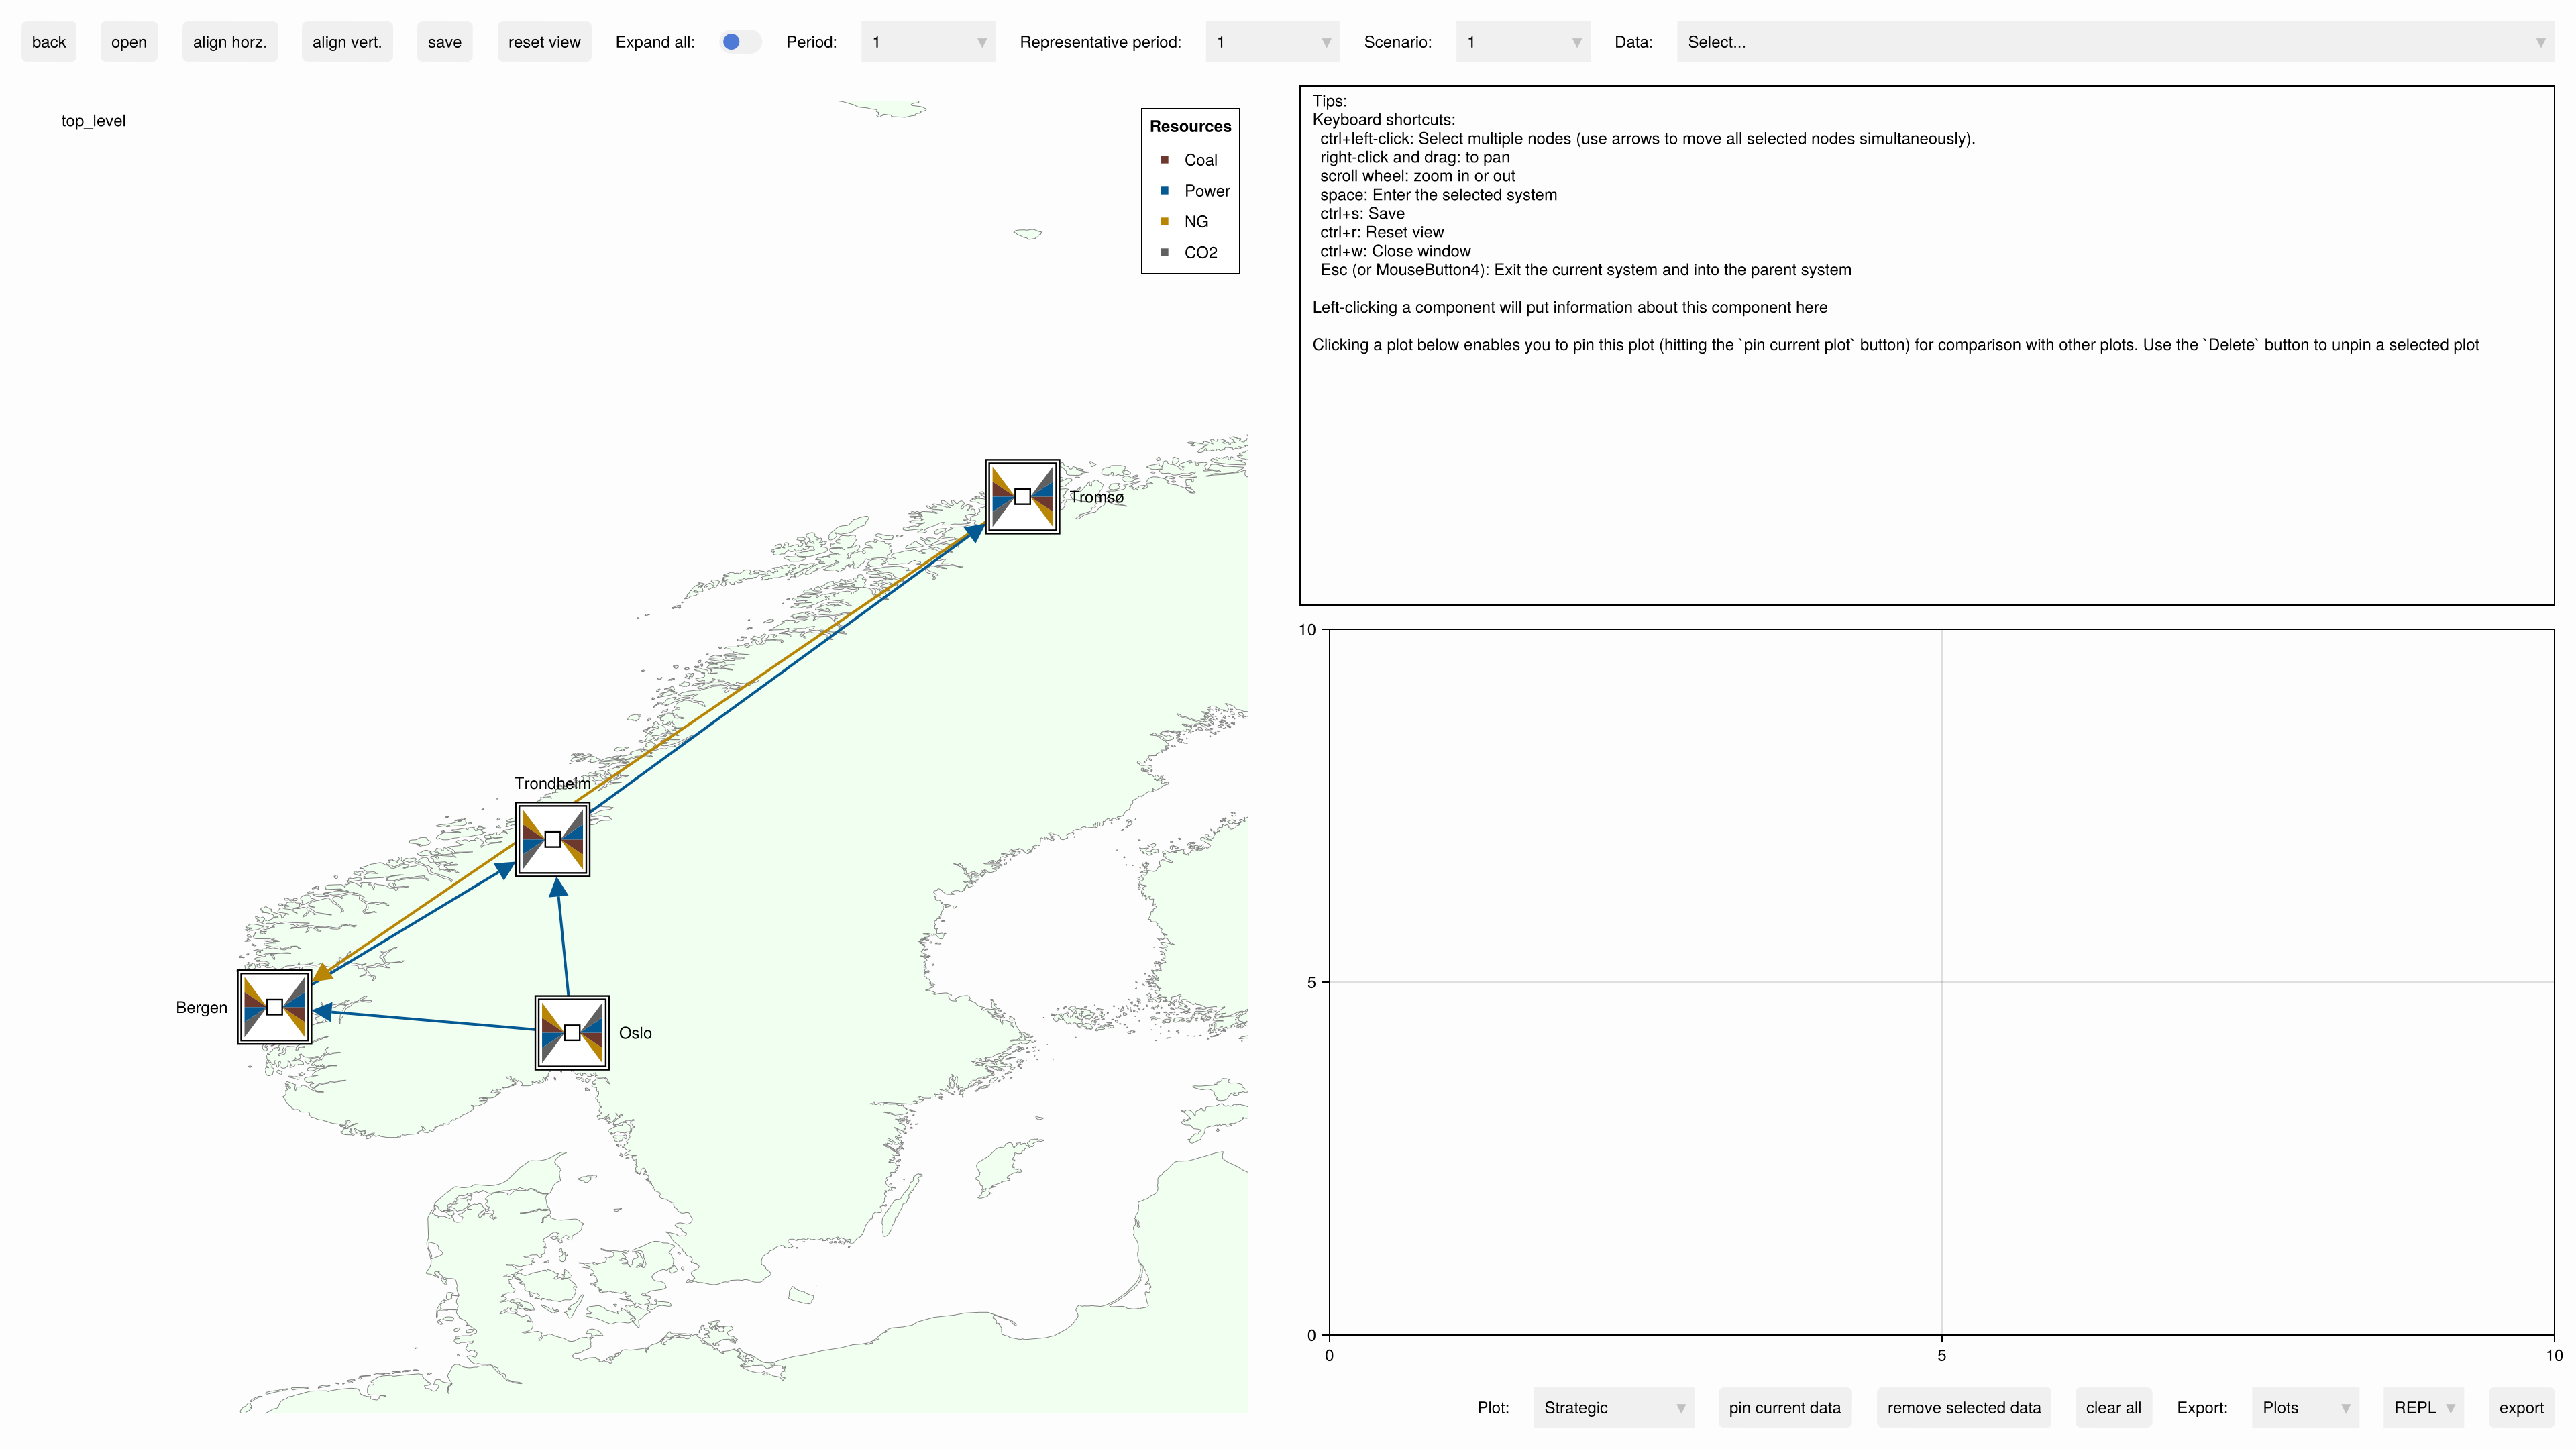 back open align horz. align vert. save reset view Expand all: Period: 1 Representative period: 1 Scenario: 1 Data: Select...
top_level
Resources
Coal
Power
NG
CO2
Tromsø
Trondheim
Bergen
Oslo
Tips:
Keyboard shortcuts:
ctrl+left-click: Select multiple nodes (use arrows to move all selected nodes simultaneously).
right-click and drag: to pan
scroll wheel: zoom in or out
space: Enter the selected system
ctrl+s: Save
ctrl+r: Reset view
ctrl+w: Close window
Esc (or MouseButton4): Exit the current system and into the parent system
Left-clicking a component will put information about this component here
Clicking a plot below enables you to pin this plot (hitting the `pin current plot` button) for comparison with other plots. Use the `Delete` button to unpin a selected plot
10
5
0
0 5 10
Plot: Strategic pin current data remove selected data clear all Export: Plots REPL export